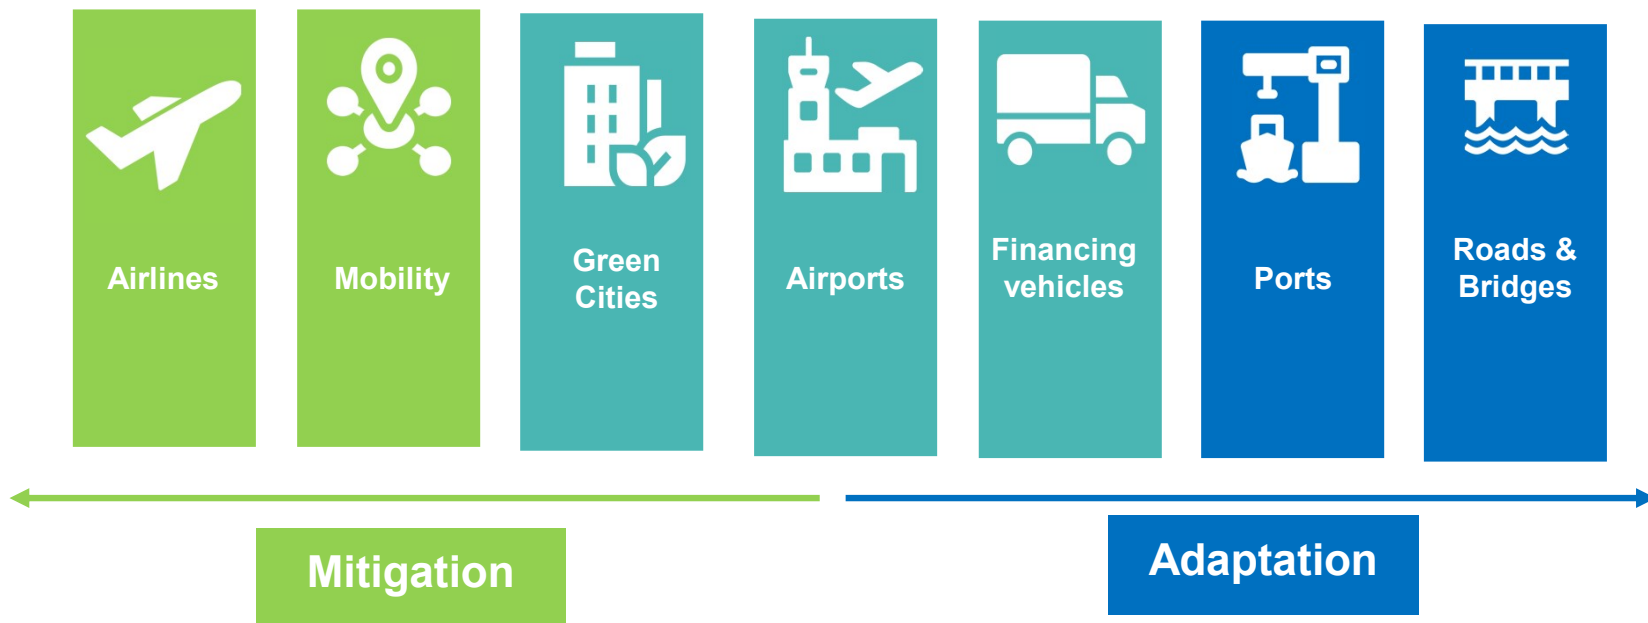 Airlines
Mobility
Green
Cities
Airports
Financing
vehicles
Ports
Roads &
Bridges
Mitigation
Adaptation